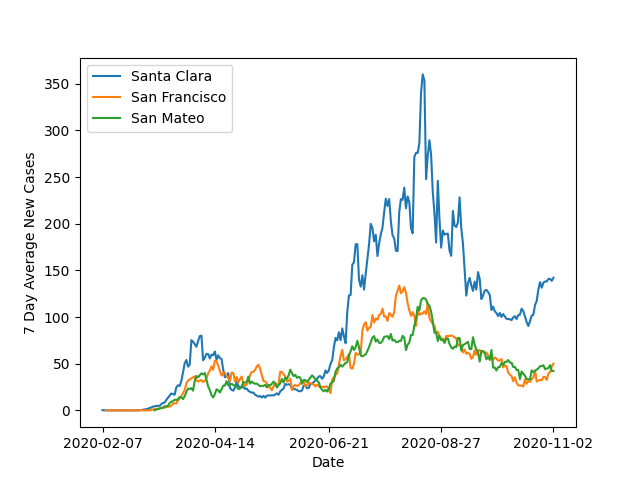 Santa Clara
San Francisco
San Mateo
7 Day Average New Cases
350
300
250
200
150
100
50
0
2020-02-07 2020-04-14 2020-06-21 2020-08-27 2020-11-02
Date